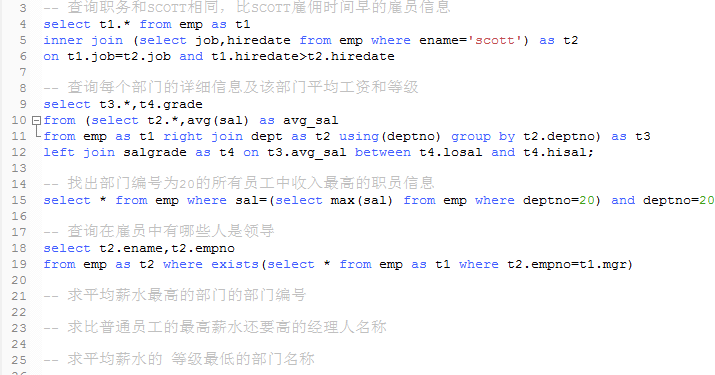 3 -- 查询职务和SCOTT相同，比SCOTT雇佣时间早的雇员信息
4 select t1.* from emp as t1
5 inner join (select job,hiredate from emp where ename='scott') as t2
6 on t1.job=t2.job and t1.hiredate>t2.hiredate
7
8 -- 查询每个部门的详细信息及该部门平均工资和等级
9 select t3.*,t4.grade
10 from (select t2.*,avg(sal) as avg_sal
11 from emp as t1 right join dept as t2 using(deptno) group by t2.deptno) as t3
12 left join salgrade as t4 on t3.avg_sal between t4.losal and t4.hisal;
13
14 -- 找出部门编号为20的所有员工中收入最高的职员信息
15 select * from emp where sal=(select max(sal) from emp where deptno=20) and deptno=20
16
17 -- 查询在雇员中有哪些人是领导
18 select t2.ename,t2.empno
19 from emp as t2 where exists(select * from emp as t1 where t2.empno=t1.mgr)
20
21 -- 求平均薪水最高的部门的部门编号
22
23 -- 求比普通员工的最高薪水还要高的经理人名称
24
25 -- 求平均薪水的 等级最低的部门名称